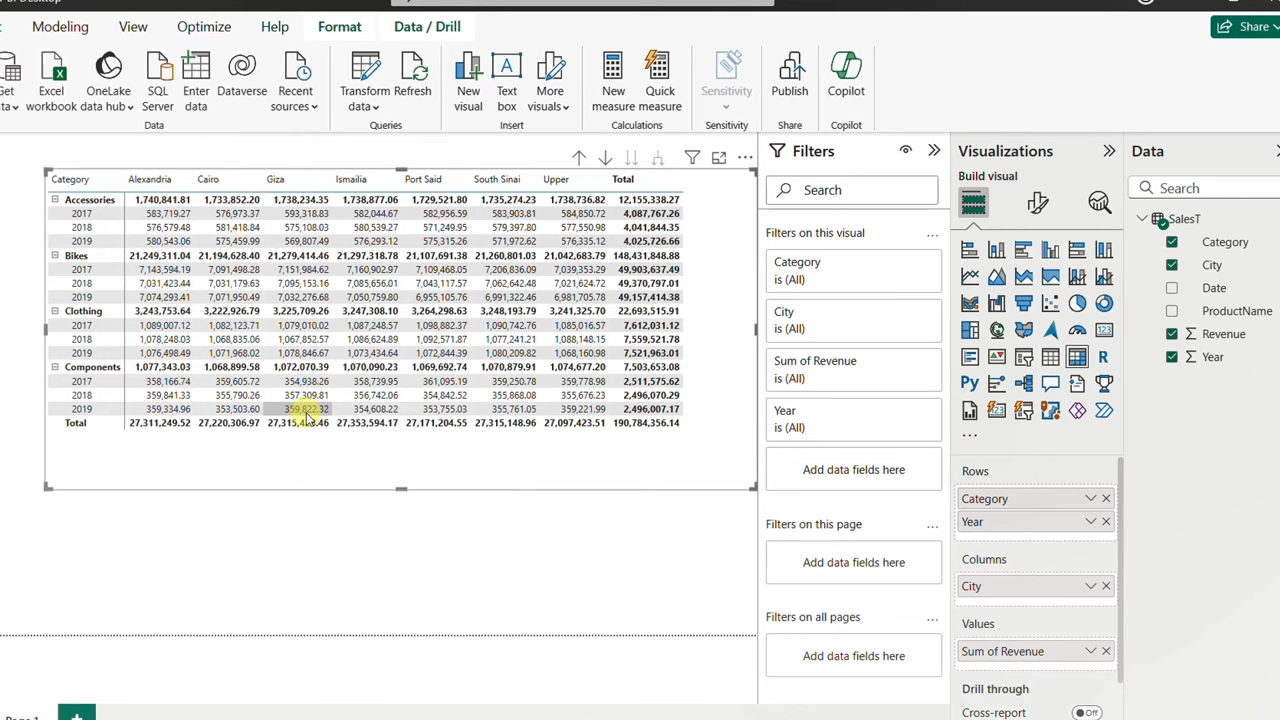 Modeling View Optimize Help Format Data / Drill Share
Excel workbook
OneLake data hub
SQL Server
Enter data
Dataverse
Recent sources
Transform data
Refresh
New visual
Text box
More visuals
New measure
Quick measure
Sensitivity
Publish
Copilot
Data Queries Insert Calculations Sensitivity Share Copilot
Category Alexandria Cairo Giza Ismailia Port Said South Sinai Upper Total
Accessories 1,740,841.81 1,733,852.20 1,738,234.35 1,738,877.06 1,729,521.80 1,735,274.23 1,738,736.82 12,155,338.27
2017 583,719.27 576,973.31 593,318.83 582,044.67 582,956.59 583,903.81 584,850.72 4,087,767.26
2018 576,579.48 581,418.84 575,108.03 580,539.27 571,249.95 579,397.80 577,550.98 4,041,844.35
2019 580,543.06 575,459.99 569,807.49 576,293.12 575,315.26 571,972.62 576,335.12 4,025,726.66
Bikes 21,249,311.04 21,194,628.40 21,279,414.46 21,297,318.78 21,107,691.38 21,260,801.03 21,042,683.79 148,431,848.88
2017 7,143,594.19 7,091,498.28 7,151,984.62 7,160,902.97 7,109,468.05 7,206,836.09 7,039,353.29 49,903,637.49
2018 7,031,423.44 7,031,179.63 7,095,153.16 7,085,656.01 7,043,117.57 7,062,642.48 7,021,624.72 49,370,797.01
2019 7,074,293.41 7,071,950.49 7,032,276.68 7,050,759.80 6,955,105.76 6,991,322.46 6,981,705.78 49,157,414.38
Clothing 3,243,753.64 3,222,926.79 3,225,709.20 3,247,308.10 3,264,298.63 3,248,193.79 3,241,325.70 22,693,515.91
2017 1,089,007.12 1,082,123.71 1,079,010.02 1,087,248.57 1,098,882.37 1,090,742.76 1,085,016.57 7,612,031.12
2018 1,078,248.03 1,068,835.06 1,067,852.51 1,086,624.89 1,092,571.87 1,077,241.21 1,088,148.15 7,559,521.78
2019 1,076,498.49 1,071,968.02 1,078,846.67 1,073,434.64 1,072,844.39 1,080,209.82 1,068,160.98 7,521,963.01
Components 1,077,343.03 1,068,899.58 1,072,070.39 1,070,090.23 1,069,692.74 1,070,879.91 1,074,677.20 7,503,653.08
2017 358,166.74 359,605.72 354,938.26 358,739.95 361,095.19 359,250.78 359,778.98 2,511,575.62
2018 359,841.33 355,790.26 357,309.81 356,742.06 354,842.52 355,868.08 355,676.23 2,496,070.29
2019 359,334.96 353,503.60 359,822.32 354,608.22 353,755.03 355,761.05 359,221.99 2,496,007.17
Total 27,311,249.52 27,220,306.97 27,353,594.17 27,171,204.55 27,315,148.96 27,097,423.51 190,784,356.14
Filters
Search
Filters on this visual
Category
is (All)
City
is (All)
Sum of Revenue
is (All)
Year
is (All)
Add data fields here
Filters on this page
Add data fields here
Filters on all pages
Add data fields here
Visualizations
Build visual
Rows
Category
Year
Columns
City
Values
Sum of Revenue
Drill through
Cross-report Off
Data
Search
SalesT
Category
City
Date
ProductName
Revenue
Year